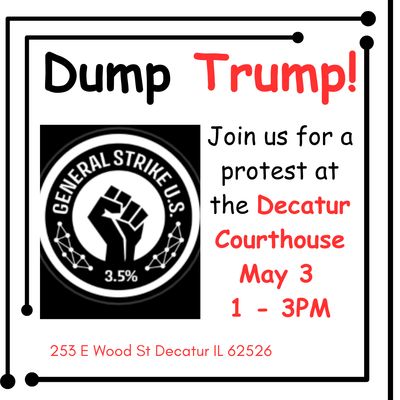 Dump Trump!
GENERAL STRIKE U.S.
3.5%
Join us for a
protest at
the Decatur
Courthouse
May 3
1 - 3PM
253 E Wood St Decatur IL 62526